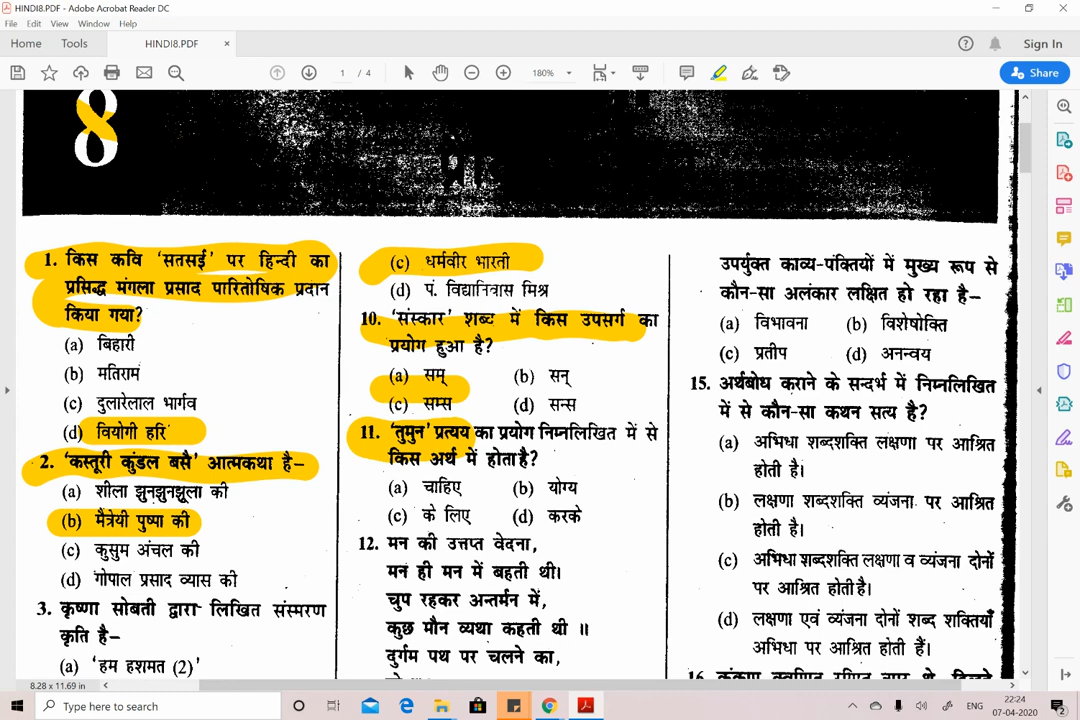 HINDI8.PDF - Adobe Acrobat Reader DC
File Edit View Window Help
Home Tools HINDI8.PDF × Sign In
1 / 4 180% Share
8
1. किस कवि 'सतसई' पर हिन्दी का
प्रसिद्ध मंगला प्रसाद पारितोषिक प्रदान
किया गया?
(a) बिहारी
(b) मतिराम
(c) दुलारेलाल भार्गव
(d) वियोगी हरि
2. 'कस्तूरी कुंडल बसै' आत्मकथा है–
(a) शीला झुनझुनझूला की
(b) मैत्रेयी पुष्पा की
(c) कुसुम अंचल की
(d) गोपाल प्रसाद व्यास की
3. कृष्णा सोबती द्वारा लिखित संस्मरण
कृति है–
(a) 'हम हशमत (2)'
(c) धर्मवीर भारती
(d) पं. विद्यानिवास मिश्र
10. 'संस्कार' शब्द में किस उपसर्ग का
प्रयोग हुआ है?
(a) सम् (b) सन्
(c) सम्स (d) सन्स
11. 'तुमुन' प्रत्यय का प्रयोग निम्नलिखित में से
किस अर्थ में होता है?
(a) चाहिए (b) योग्य
(c) के लिए (d) करके
12. मन की उत्तप्त वेदना,
मन ही मन में बहती थी।
चुप रहकर अन्तर्मन में,
कुछ मौन व्यथा कहती थी ॥
दुर्गम पथ पर चलने का,
उपर्युक्त काव्य-पंक्तियों में मुख्य रूप से
कौन-सा अलंकार लक्षित हो रहा है–
(a) विभावना (b) विशेषोक्ति
(c) प्रतीप (d) अनन्वय
15. अर्थबोध कराने के सन्दर्भ में निम्नलिखित
में से कौन-सा कथन सत्य है?
(a) अभिधा शब्दशक्ति लक्षणा पर आश्रित
होती है।
(b) लक्षणा शब्दशक्ति व्यंजना पर आश्रित
होती है।
(c) अभिधा शब्दशक्ति लक्षणा व व्यंजना दोनों
पर आश्रित होती है।
(d) लक्षणा एवं व्यंजना दोनों शब्द शक्तियाँ
अभिधा पर आश्रित होती हैं।
8.28 x 11.69 in
Type here to search
ENG
22:24
07-04-2020
2